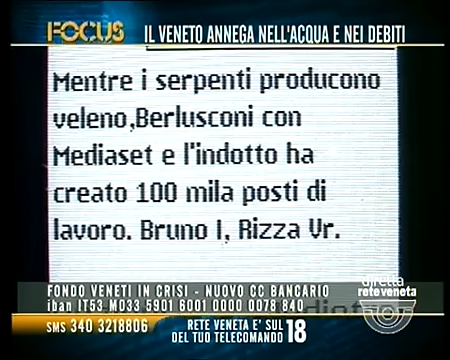 FOCUS IL VENETO ANNEGA NELL'ACQUA E NEI DEBITI
Mentre i serpenti producono
veleno,Berlusconi con
Mediaset e l'indotto ha
creato 100 mila posti di
lavoro. Bruno I, Rizza Vr.
FONDO VENETI IN CRISI - NUOVO CC BANCARIO
iban IT53 M033 5901 6001 0000 0078 840
diretta
reteveneta
SMS 340 3218806
RETE VENETA E' SUL
DEL TUO TELECOMANDO 18